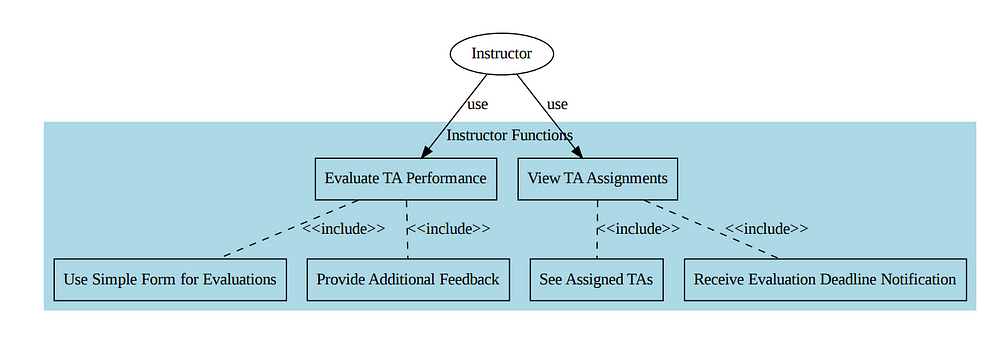 Instructor
use
use
Instructor Functions
Evaluate TA Performance
View TA Assignments
<<include>>
<<include>>
<<include>>
<<include>>
Use Simple Form for Evaluations
Provide Additional Feedback
See Assigned TAs
Receive Evaluation Deadline Notification